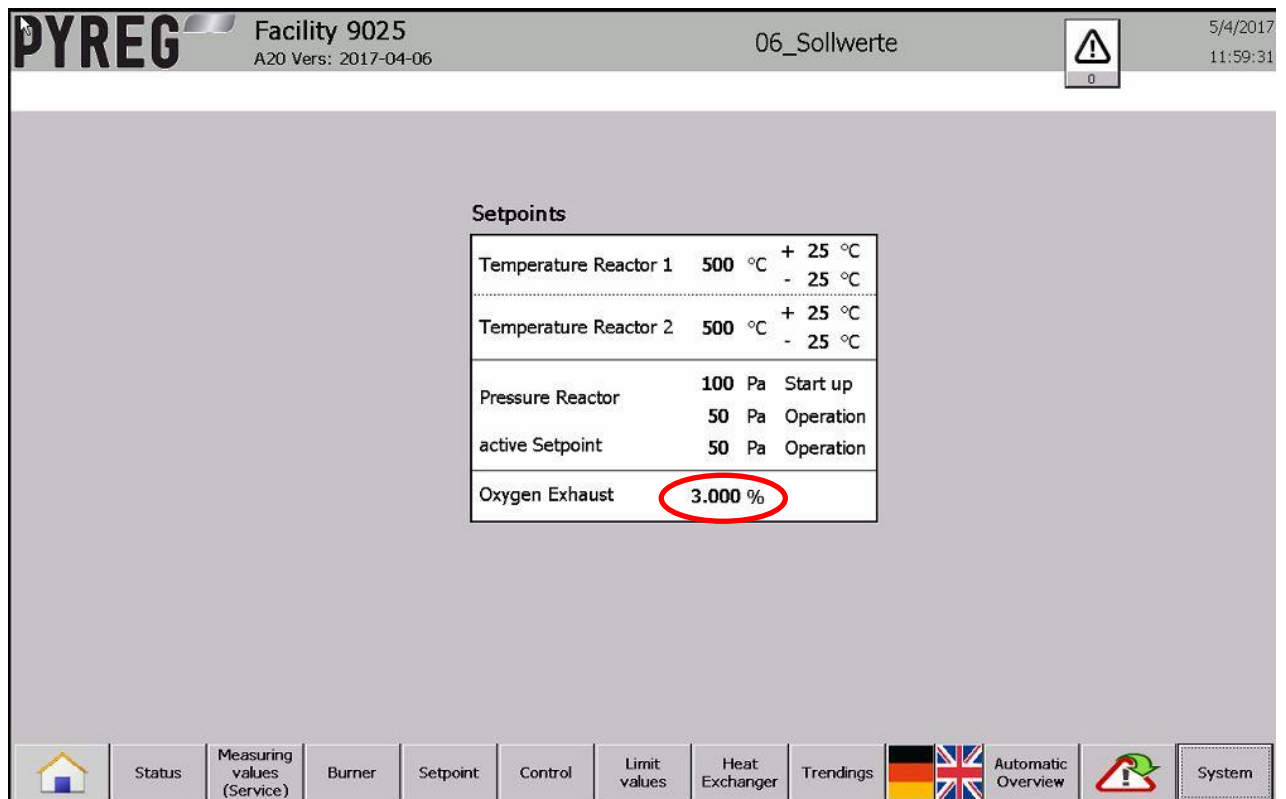 PYREG
Facility 9025
A20 Vers: 2017-04-06
06_Sollwerte
0
5/4/2017
11:59:31
Setpoints
Temperature Reactor 1 500 °C + 25 °C
- 25 °C
Temperature Reactor 2 500 °C + 25 °C
- 25 °C
Pressure Reactor 100 Pa Start up
50 Pa Operation
active Setpoint 50 Pa Operation
Oxygen Exhaust 3.000 %
Status
Measuring
values
(Service)
Burner
Setpoint
Control
Limit
values
Heat
Exchanger
Trendings
Automatic
Overview
System